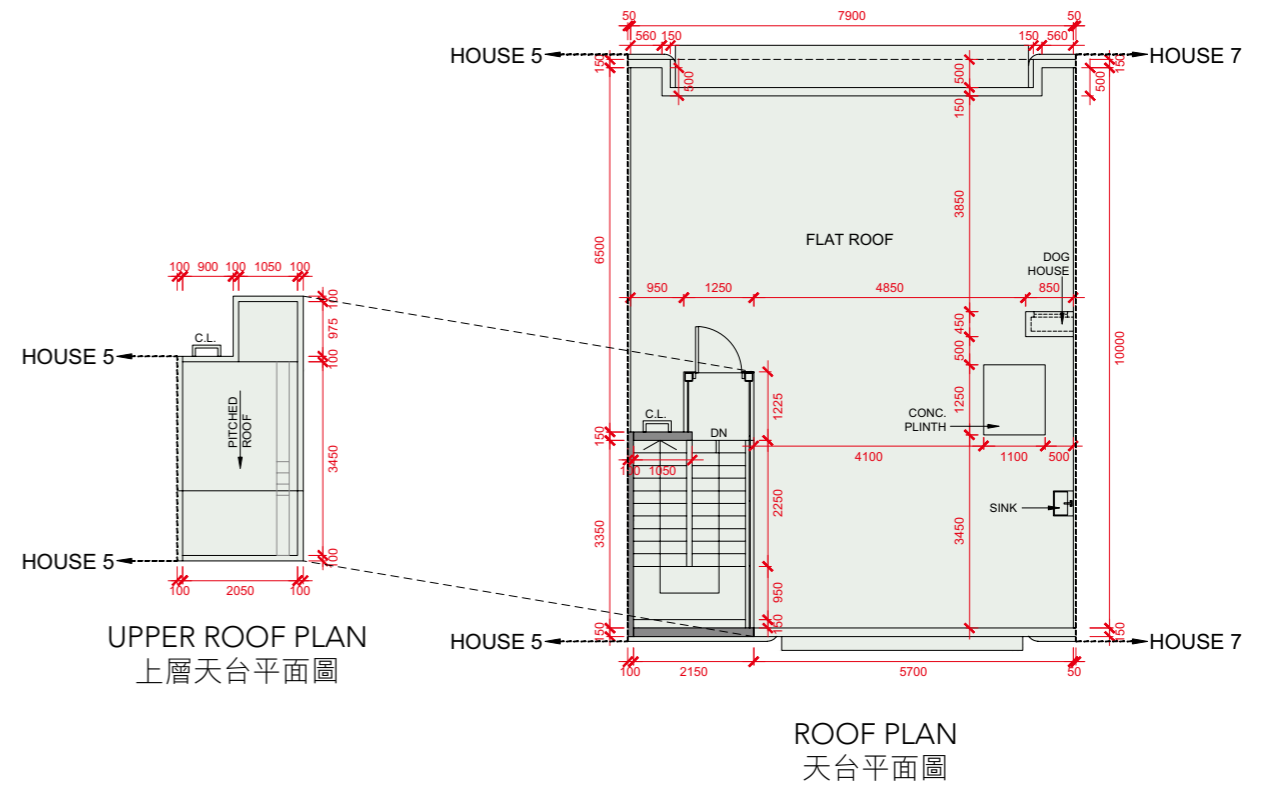 50
7900
50
560
150
150
560
HOUSE 5
HOUSE 7
150
500
500
150
500
150
3850
6500
FLAT ROOF
DOG
HOUSE
950
1250
4850
850
450
500
10000
1225
1250
C.L.
DN
CONC.
PLINTH
150
100
1050
4100
1100
500
2250
3350
3450
SINK
950
150
150
150
HOUSE 5
HOUSE 7
100
2150
5700
50
100
900
100
1050
100
100
975
C.L.
HOUSE 5
100
PITCHED
ROOF
3450
HOUSE 5
100
100
2050
100
UPPER ROOF PLAN
上層天台平面圖
ROOF PLAN
天台平面圖